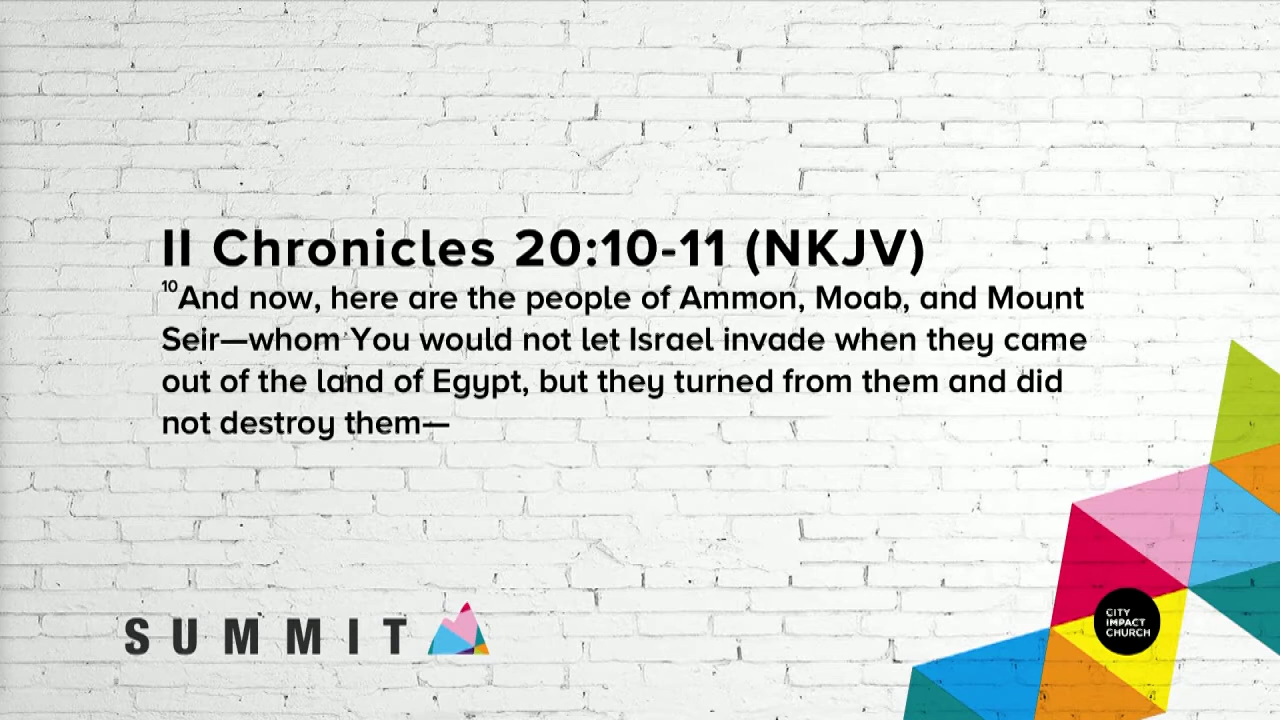 II Chronicles 20:10-11 (NKJV)
10And now, here are the people of Ammon, Moab, and Mount
Seir—whom You would not let Israel invade when they came
out of the land of Egypt, but they turned from them and did
not destroy them—
SUMMIT
CITY
IMPACT
CHURCH